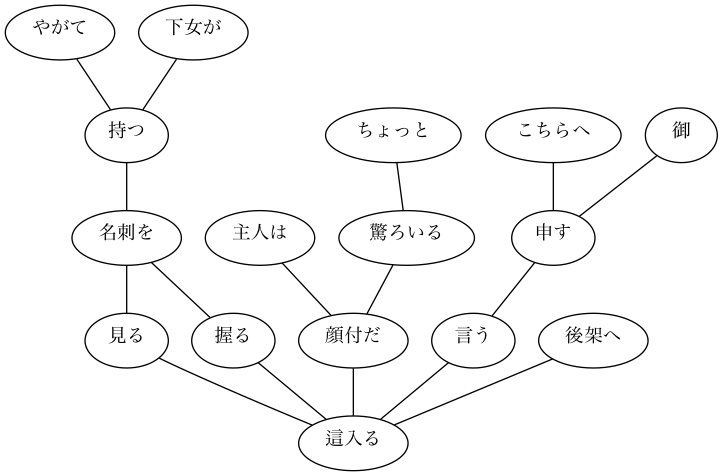 やがて
下女が
持つ
ちょっと
こちらへ
御
名刺を
主人は
驚ろいる
申す
見る
握る
顔付だ
言う
後架へ
這入る